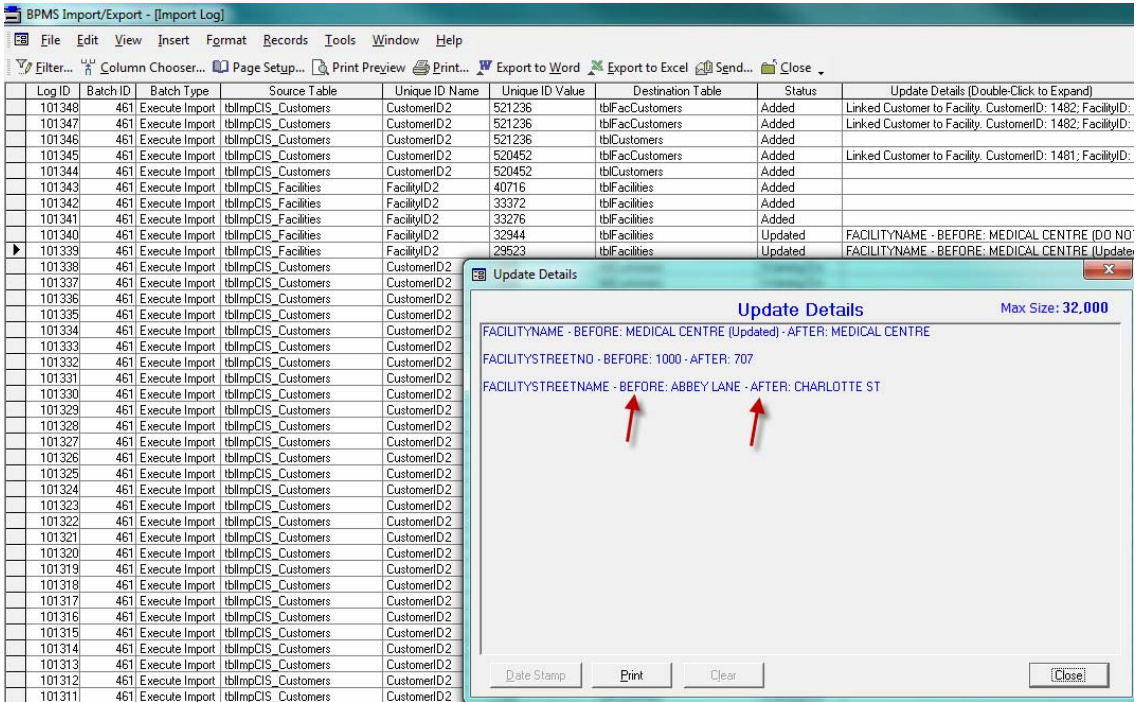 BPMS Import/Export - [Import Log]
File Edit View Insert Format Records Tools Window Help
Filter... Column Chooser... Page Setup... Print Preview Print... Export to Word Export to Excel Send... Close
Log ID Batch ID Batch Type Source Table Unique ID Name Unique ID Value Destination Table Status Update Details (Double-Click to Expand)
101348 461 Execute Import tblImpCIS_Customers CustomerID2 521236 tblFacCustomers Added Linked Customer to Facility. CustomerID: 1482; FacilityID:
101347 461 Execute Import tblImpCIS_Customers CustomerID2 521236 tblFacCustomers Added Linked Customer to Facility. CustomerID: 1482; FacilityID:
101346 461 Execute Import tblImpCIS_Customers CustomerID2 521236 tblCustomers Added
101345 461 Execute Import tblImpCIS_Customers CustomerID2 520452 tblFacCustomers Added Linked Customer to Facility. CustomerID: 1481; FacilityID:
101344 461 Execute Import tblImpCIS_Customers CustomerID2 520452 tblCustomers Added
101343 461 Execute Import tblImpCIS_Facilities FacilityID2 40716 tblFacilities Added
101342 461 Execute Import tblImpCIS_Facilities FacilityID2 33372 tblFacilities Added
101341 461 Execute Import tblImpCIS_Facilities FacilityID2 33276 tblFacilities Added
101340 461 Execute Import tblImpCIS_Facilities FacilityID2 32944 tblFacilities Updated FACILITYNAME - BEFORE: MEDICAL CENTRE (DO NOT
101339 461 Execute Import tblImpCIS_Facilities FacilityID2 29523 tblFacilities Updated FACILITYNAME - BEFORE: MEDICAL CENTRE (Update
101338 461 Execute Import tblImpCIS_Customers CustomerID2
101337 461 Execute Import tblImpCIS_Customers CustomerID2
101336 461 Execute Import tblImpCIS_Customers CustomerID2
101335 461 Execute Import tblImpCIS_Customers CustomerID2
101334 461 Execute Import tblImpCIS_Customers CustomerID2
101333 461 Execute Import tblImpCIS_Customers CustomerID2
101332 461 Execute Import tblImpCIS_Customers CustomerID2
101331 461 Execute Import tblImpCIS_Customers CustomerID2
101330 461 Execute Import tblImpCIS_Customers CustomerID2
101329 461 Execute Import tblImpCIS_Customers CustomerID2
101328 461 Execute Import tblImpCIS_Customers CustomerID2
101327 461 Execute Import tblImpCIS_Customers CustomerID2
101326 461 Execute Import tblImpCIS_Customers CustomerID2
101325 461 Execute Import tblImpCIS_Customers CustomerID2
101324 461 Execute Import tblImpCIS_Customers CustomerID2
101323 461 Execute Import tblImpCIS_Customers CustomerID2
101322 461 Execute Import tblImpCIS_Customers CustomerID2
101321 461 Execute Import tblImpCIS_Customers CustomerID2
101320 461 Execute Import tblImpCIS_Customers CustomerID2
101319 461 Execute Import tblImpCIS_Customers CustomerID2
101318 461 Execute Import tblImpCIS_Customers CustomerID2
101317 461 Execute Import tblImpCIS_Customers CustomerID2
101316 461 Execute Import tblImpCIS_Customers CustomerID2
101315 461 Execute Import tblImpCIS_Customers CustomerID2
101314 461 Execute Import tblImpCIS_Customers CustomerID2
101313 461 Execute Import tblImpCIS_Customers CustomerID2
101312 461 Execute Import tblImpCIS_Customers CustomerID2
101311 461 Execute Import tblImpCIS_Customers CustomerID2
Update Details
Update Details Max Size: 32,000
FACILITYNAME - BEFORE: MEDICAL CENTRE (Updated) - AFTER: MEDICAL CENTRE
FACILITYSTREETNO - BEFORE: 1000 - AFTER: 707
FACILITYSTREETNAME - BEFORE: ABBEY LANE - AFTER: CHARLOTTE ST
Date Stamp Print Clear Close